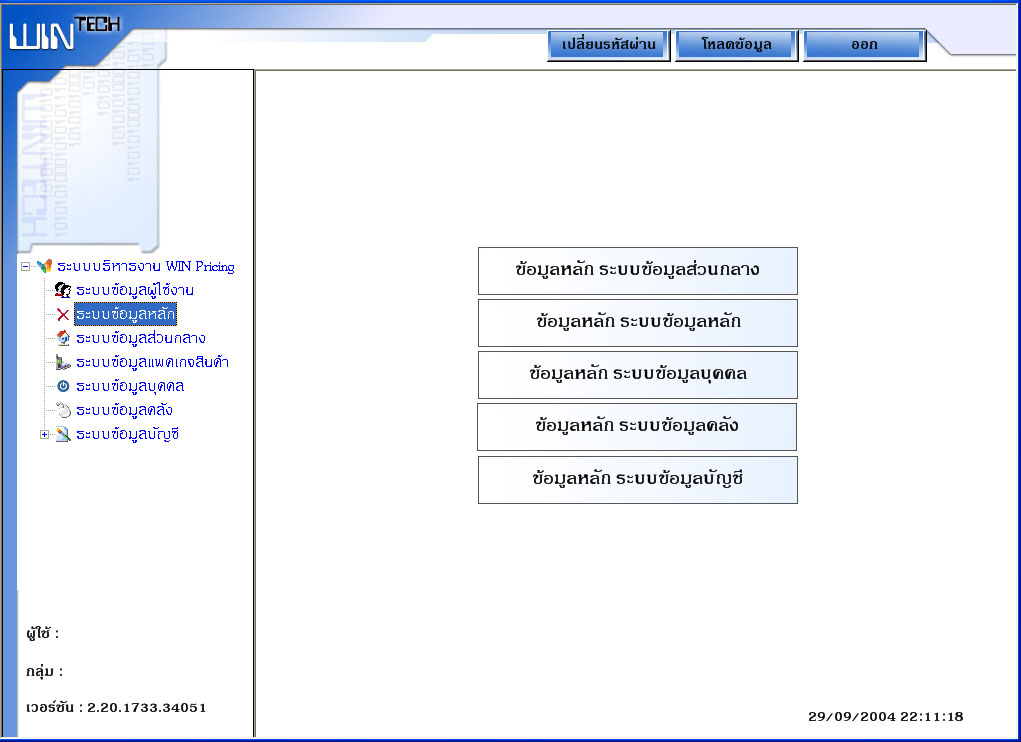 WIN TECH
เปลี่ยนรหัสผ่าน
โหลดข้อมูล
ออก
WINTECH
ระบบบริหารงาน WIN Pricing
ระบบข้อมูลผู้ใช้งาน
ระบบข้อมูลหลัก
ระบบข้อมูลส่วนกลาง
ระบบข้อมูลแพคเกจสินค้า
ระบบข้อมูลบุคคล
ระบบข้อมูลคลัง
ระบบข้อมูลบัญชี
ข้อมูลหลัก ระบบข้อมูลส่วนกลาง
ข้อมูลหลัก ระบบข้อมูลหลัก
ข้อมูลหลัก ระบบข้อมูลบุคคล
ข้อมูลหลัก ระบบข้อมูลคลัง
ข้อมูลหลัก ระบบข้อมูลบัญชี
ผู้ใช้ :
กลุ่ม :
เวอร์ชัน : 2.20.1733.34051
29/09/2004 22:11:18